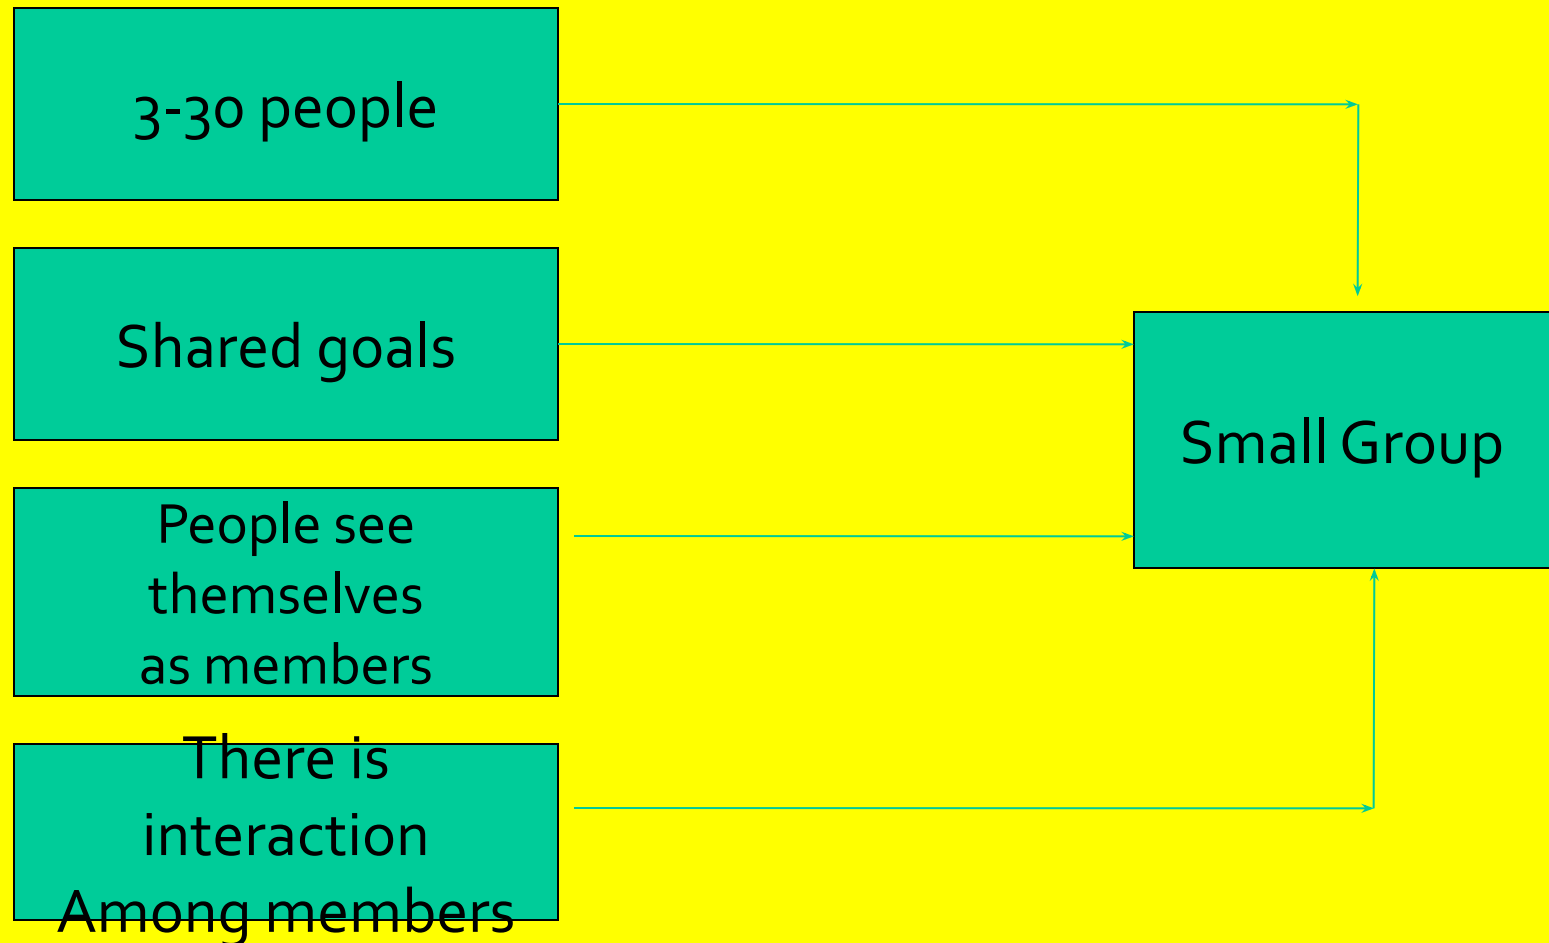 3-30 people
Shared goals
Small Group
People see
themselves
as members
There is
interaction
Among members